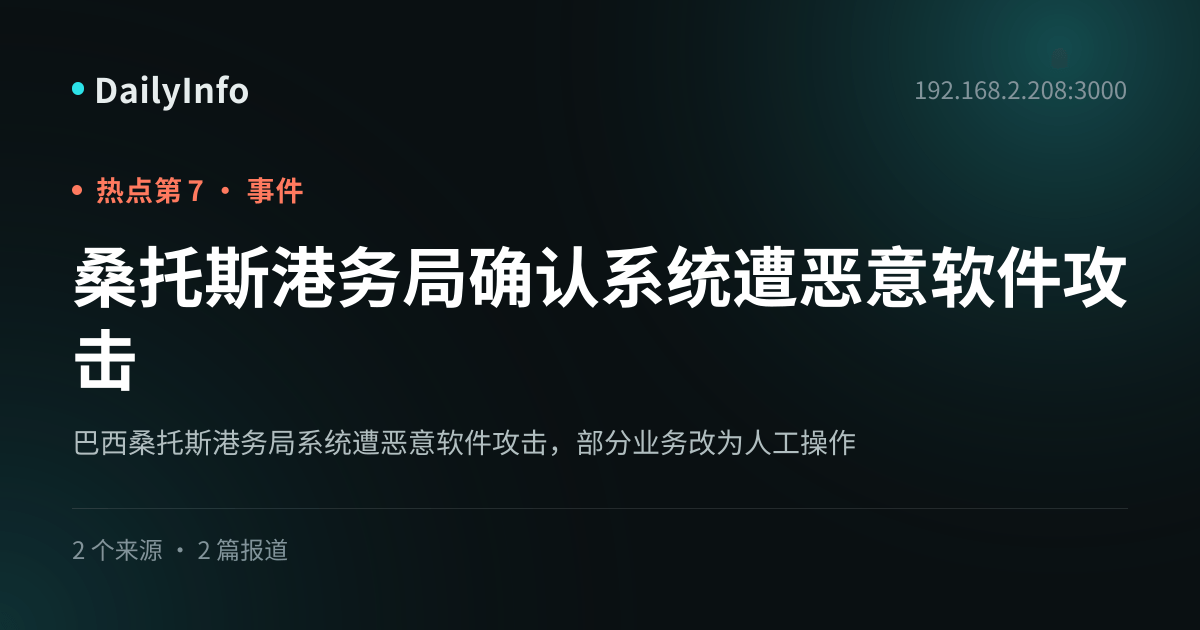 DailyInfo
192.168.2.208:3000
热点第 7 · 事件
桑托斯港务局确认系统遭恶意软件攻
击
巴西桑托斯港务局系统遭恶意软件攻击，部分业务改为人工操作
2 个来源 · 2 篇报道